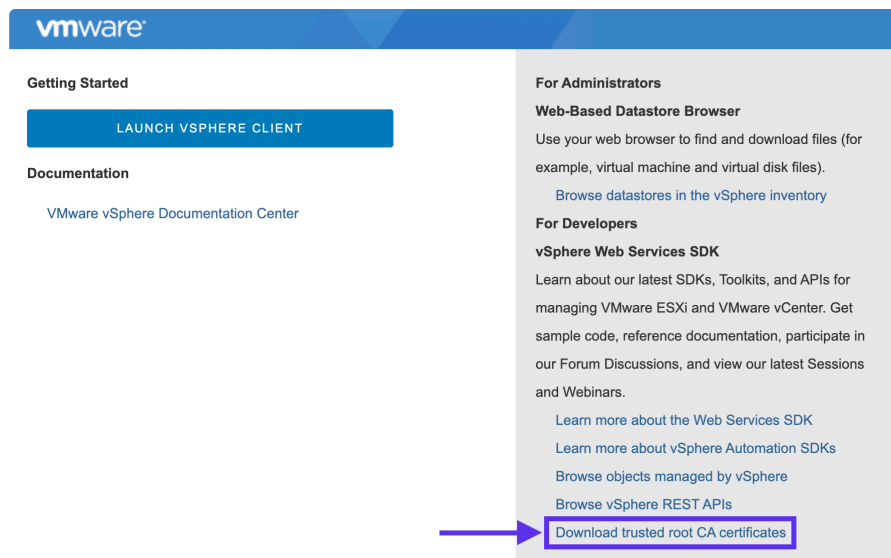 vmware
Getting Started
LAUNCH VSPHERE CLIENT
Documentation
VMware vSphere Documentation Center
For Administrators
Web-Based Datastore Browser
Use your web browser to find and download files (for
example, virtual machine and virtual disk files).
Browse datastores in the vSphere inventory
For Developers
vSphere Web Services SDK
Learn about our latest SDKs, Toolkits, and APIs for
managing VMware ESXi and VMware vCenter. Get
sample code, reference documentation, participate in
our Forum Discussions, and view our latest Sessions
and Webinars.
Learn more about the Web Services SDK
Learn more about vSphere Automation SDKs
Browse objects managed by vSphere
Browse vSphere REST APIs
Download trusted root CA certificates